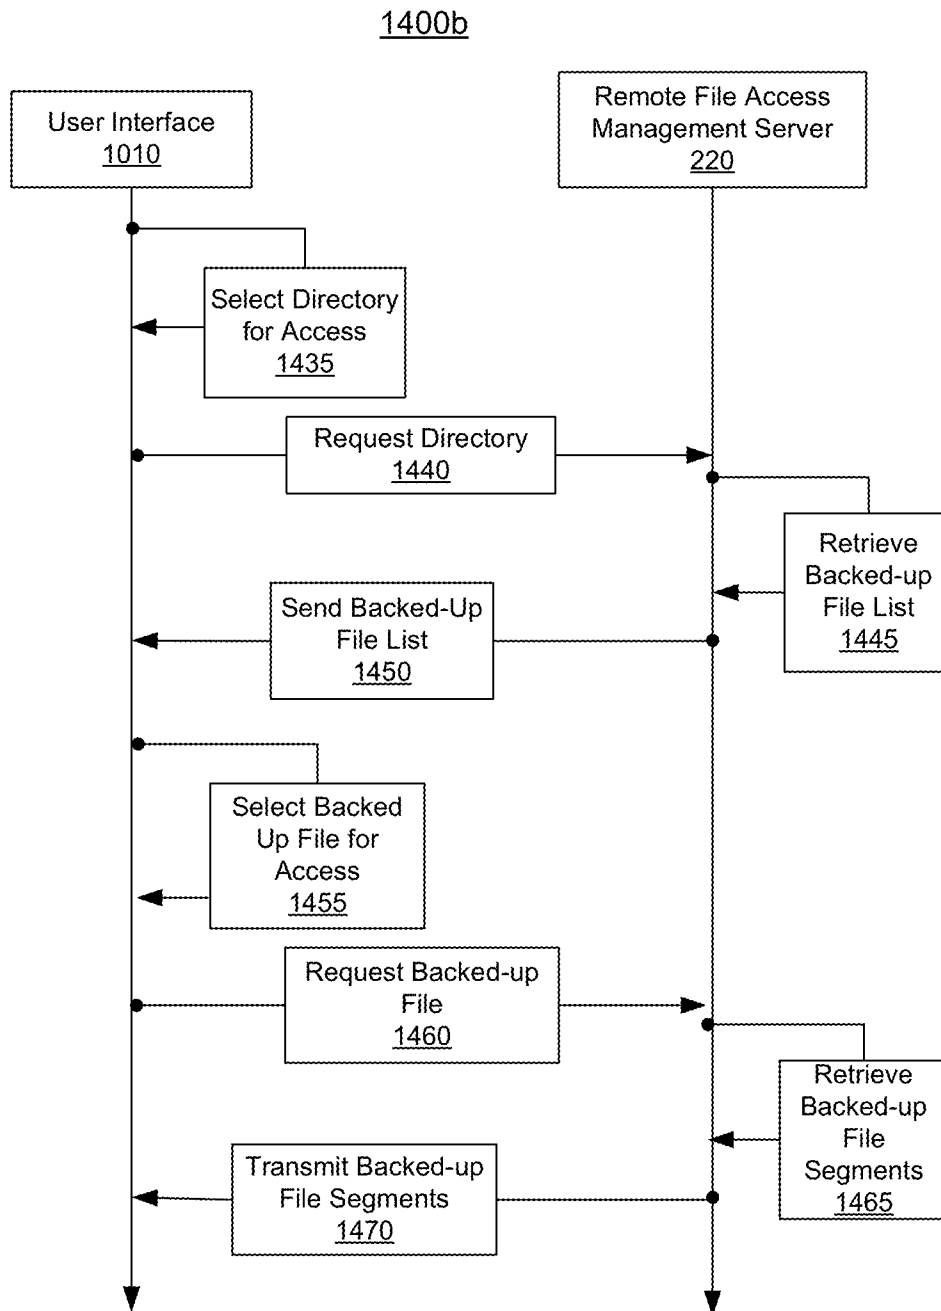 1400b
User Interface
1010
Remote File Access
Management Server
220
Select Directory
for Access
1435
Request Directory
1440
Retrieve
Backed-up
File List
1445
Send Backed-Up
File List
1450
Select Backed
Up File for
Access
1455
Request Backed-up
File
1460
Retrieve
Backed-up
File
Segments
1465
Transmit Backed-up
File Segments
1470